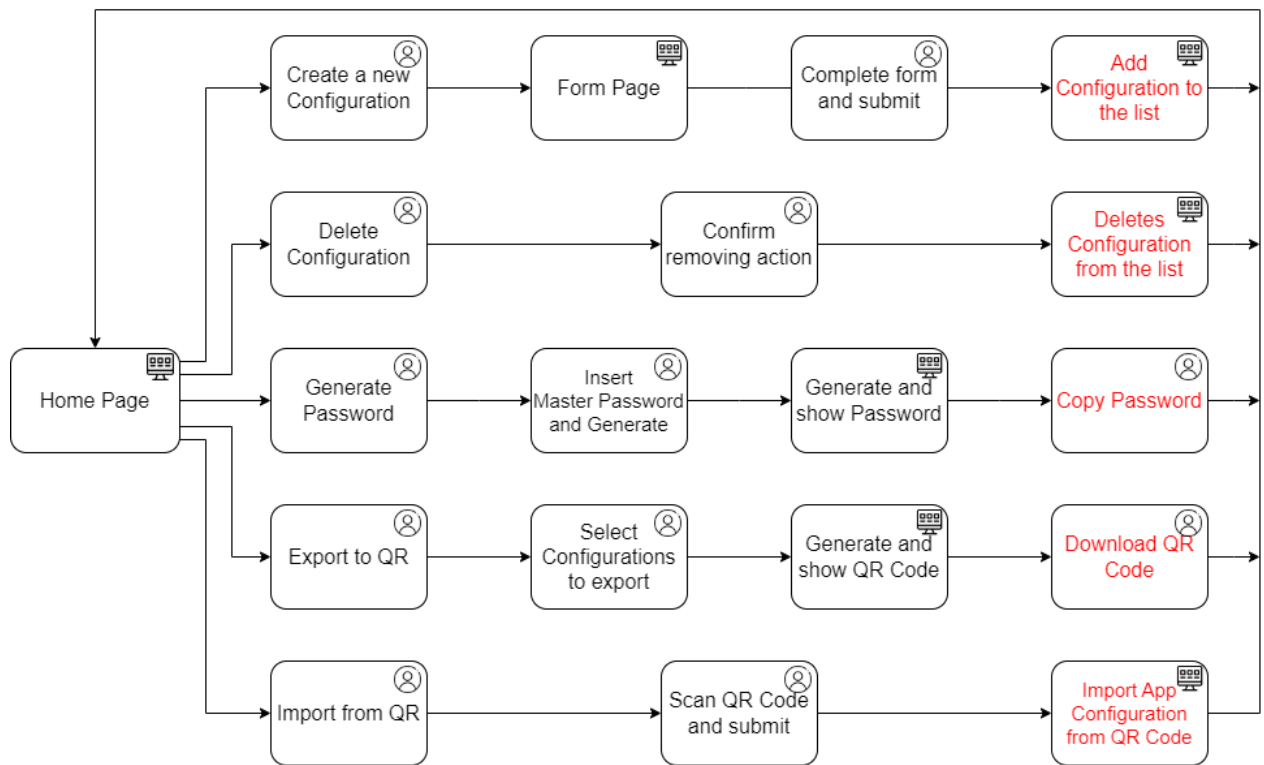 Create a new
Configuration
Form Page
Complete form
and submit
Add
Configuration to
the list
Delete
Configuration
Confirm
removing action
Deletes
Configuration
from the list
Home Page
Generate
Password
Insert
Master Password
and Generate
Generate and
show Password
Copy Password
Export to QR
Select
Configurations
to export
Generate and
show QR Code
Download QR
Code
Import from QR
Scan QR Code
and submit
Import App
Configuration
from QR Code